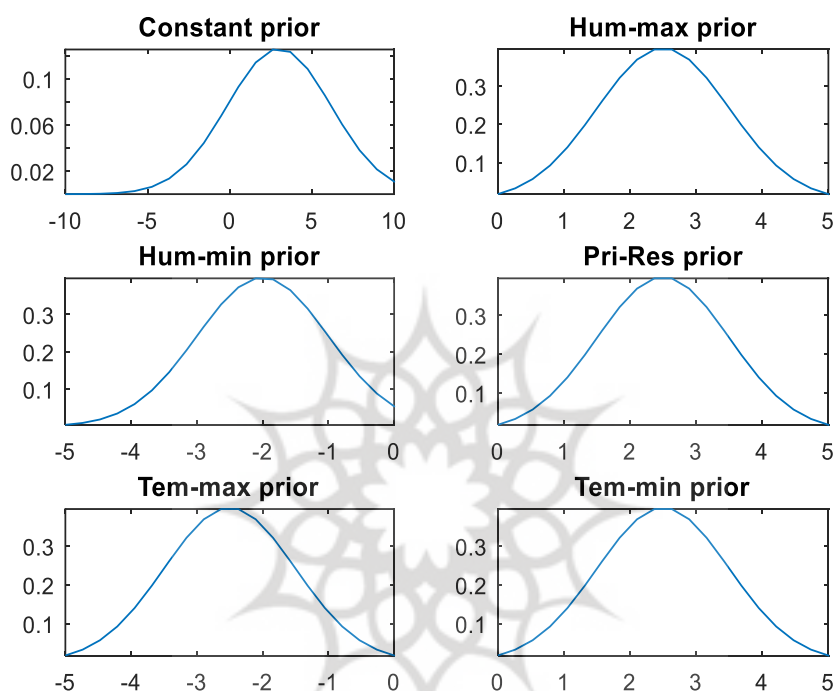 Constant prior
0.1
0.06
0.02
-10 -5 0 5 10
Hum-max prior
0.3
0.2
0.1
0 1 2 3 4 5
Hum-min prior
0.3
0.2
0.1
-5 -4 -3 -2 -1 0
Pri-Res prior
0.3
0.2
0.1
0 1 2 3 4 5
Tem-max prior
0.3
0.2
0.1
-5 -4 -3 -2 -1 0
Tem-min prior
0.3
0.2
0.1
0 1 2 3 4 5